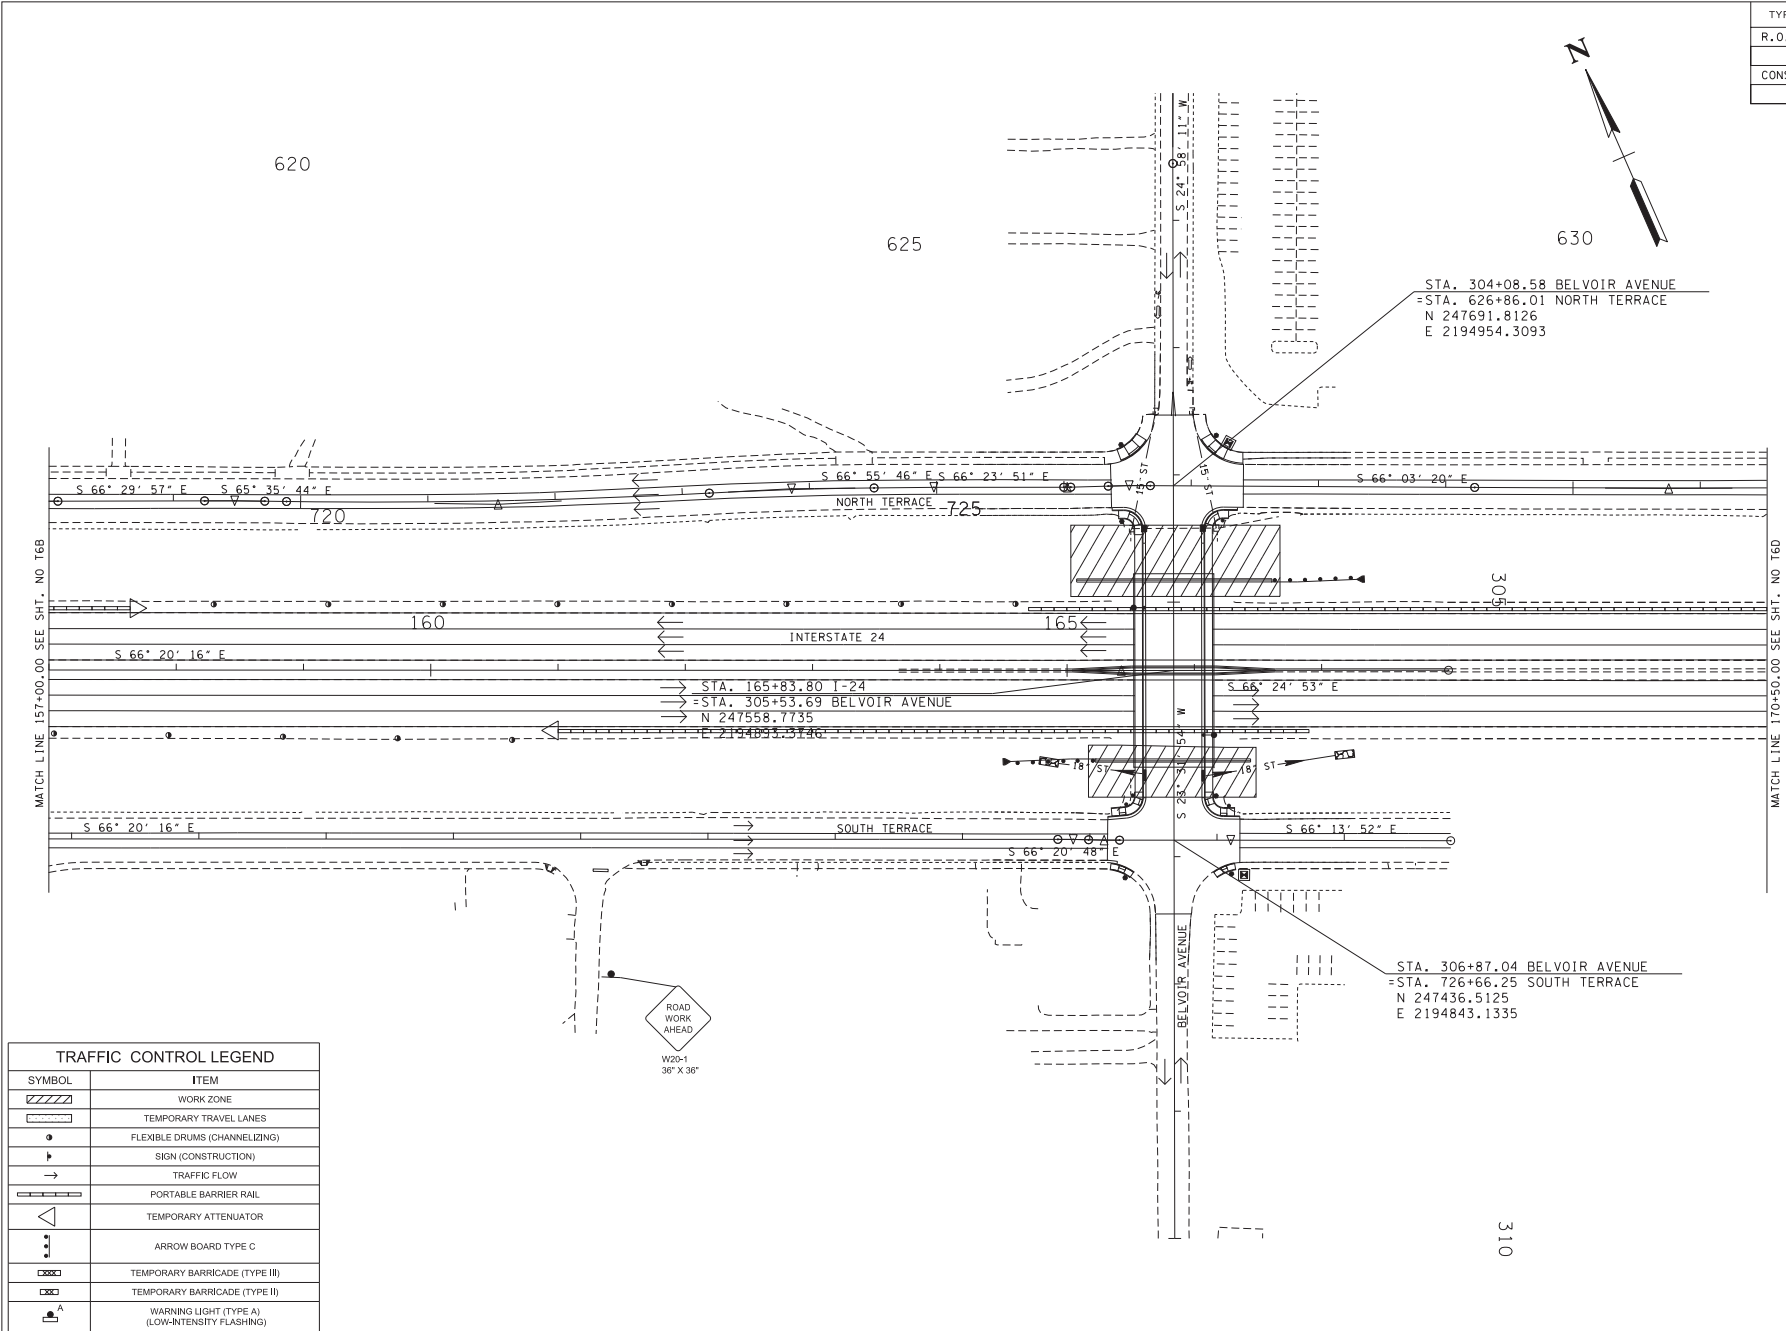 TYP
R.O.
CONS
N
620
625
630
S 24° 58' 11" W
STA. 304+08.58 BELVOIR AVENUE
=STA. 626+86.01 NORTH TERRACE
N 247691.8126
E 2194954.3093
S 66° 29' 57" E
S 65° 35' 44" E
S 66° 55' 46" E
S 66° 23' 51" E
S 66° 03' 20" E
15' ST
15' ST
NORTH TERRACE
720
725
MATCH LINE 157+00.00 SEE SHT. NO T6B
MATCH LINE 170+50.00 SEE SHT. NO T6D
305
160
165
INTERSTATE 24
S 66° 20' 16" E
S 66° 24' 53" E
STA. 165+83.80 I-24
=STA. 305+53.69 BELVOIR AVENUE
N 247558.7735
E 2194893.3746
S 23° 31' 54" W
18' ST
18' ST
S 66° 20' 16" E
SOUTH TERRACE
S 66° 13' 52" E
S 66° 20' 48" E
BELVOIR AVENUE
STA. 306+87.04 BELVOIR AVENUE
=STA. 726+66.25 SOUTH TERRACE
N 247436.5125
E 2194843.1335
ROAD
WORK
AHEAD
W20-1
36" X 36"
310
TRAFFIC CONTROL LEGEND
SYMBOL ITEM
WORK ZONE
TEMPORARY TRAVEL LANES
FLEXIBLE DRUMS (CHANNELIZING)
SIGN (CONSTRUCTION)
TRAFFIC FLOW
PORTABLE BARRIER RAIL
TEMPORARY ATTENUATOR
ARROW BOARD TYPE C
TEMPORARY BARRICADE (TYPE III)
TEMPORARY BARRICADE (TYPE II)
A
WARNING LIGHT (TYPE A)
(LOW-INTENSITY FLASHING)